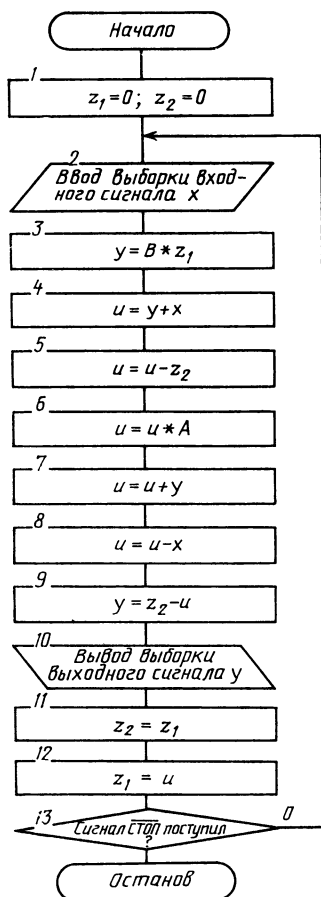 Начало
1
z₁=0; z₂=0
2
Ввод выборки вход-
ного сигнала x
3
y = B * z₁
4
u = y+x
5
u = u-z₂
6
u = u * A
7
u = u+y
8
u = u-x
9
y = z₂-u
10
Вывод выборки
выходного сигнала y
11
z₂ = z₁
12
z₁ = u
13
0
Сигнал С̅Т̅О̅П̅ поступил
?
Останов